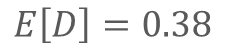 E[D] = 0.38